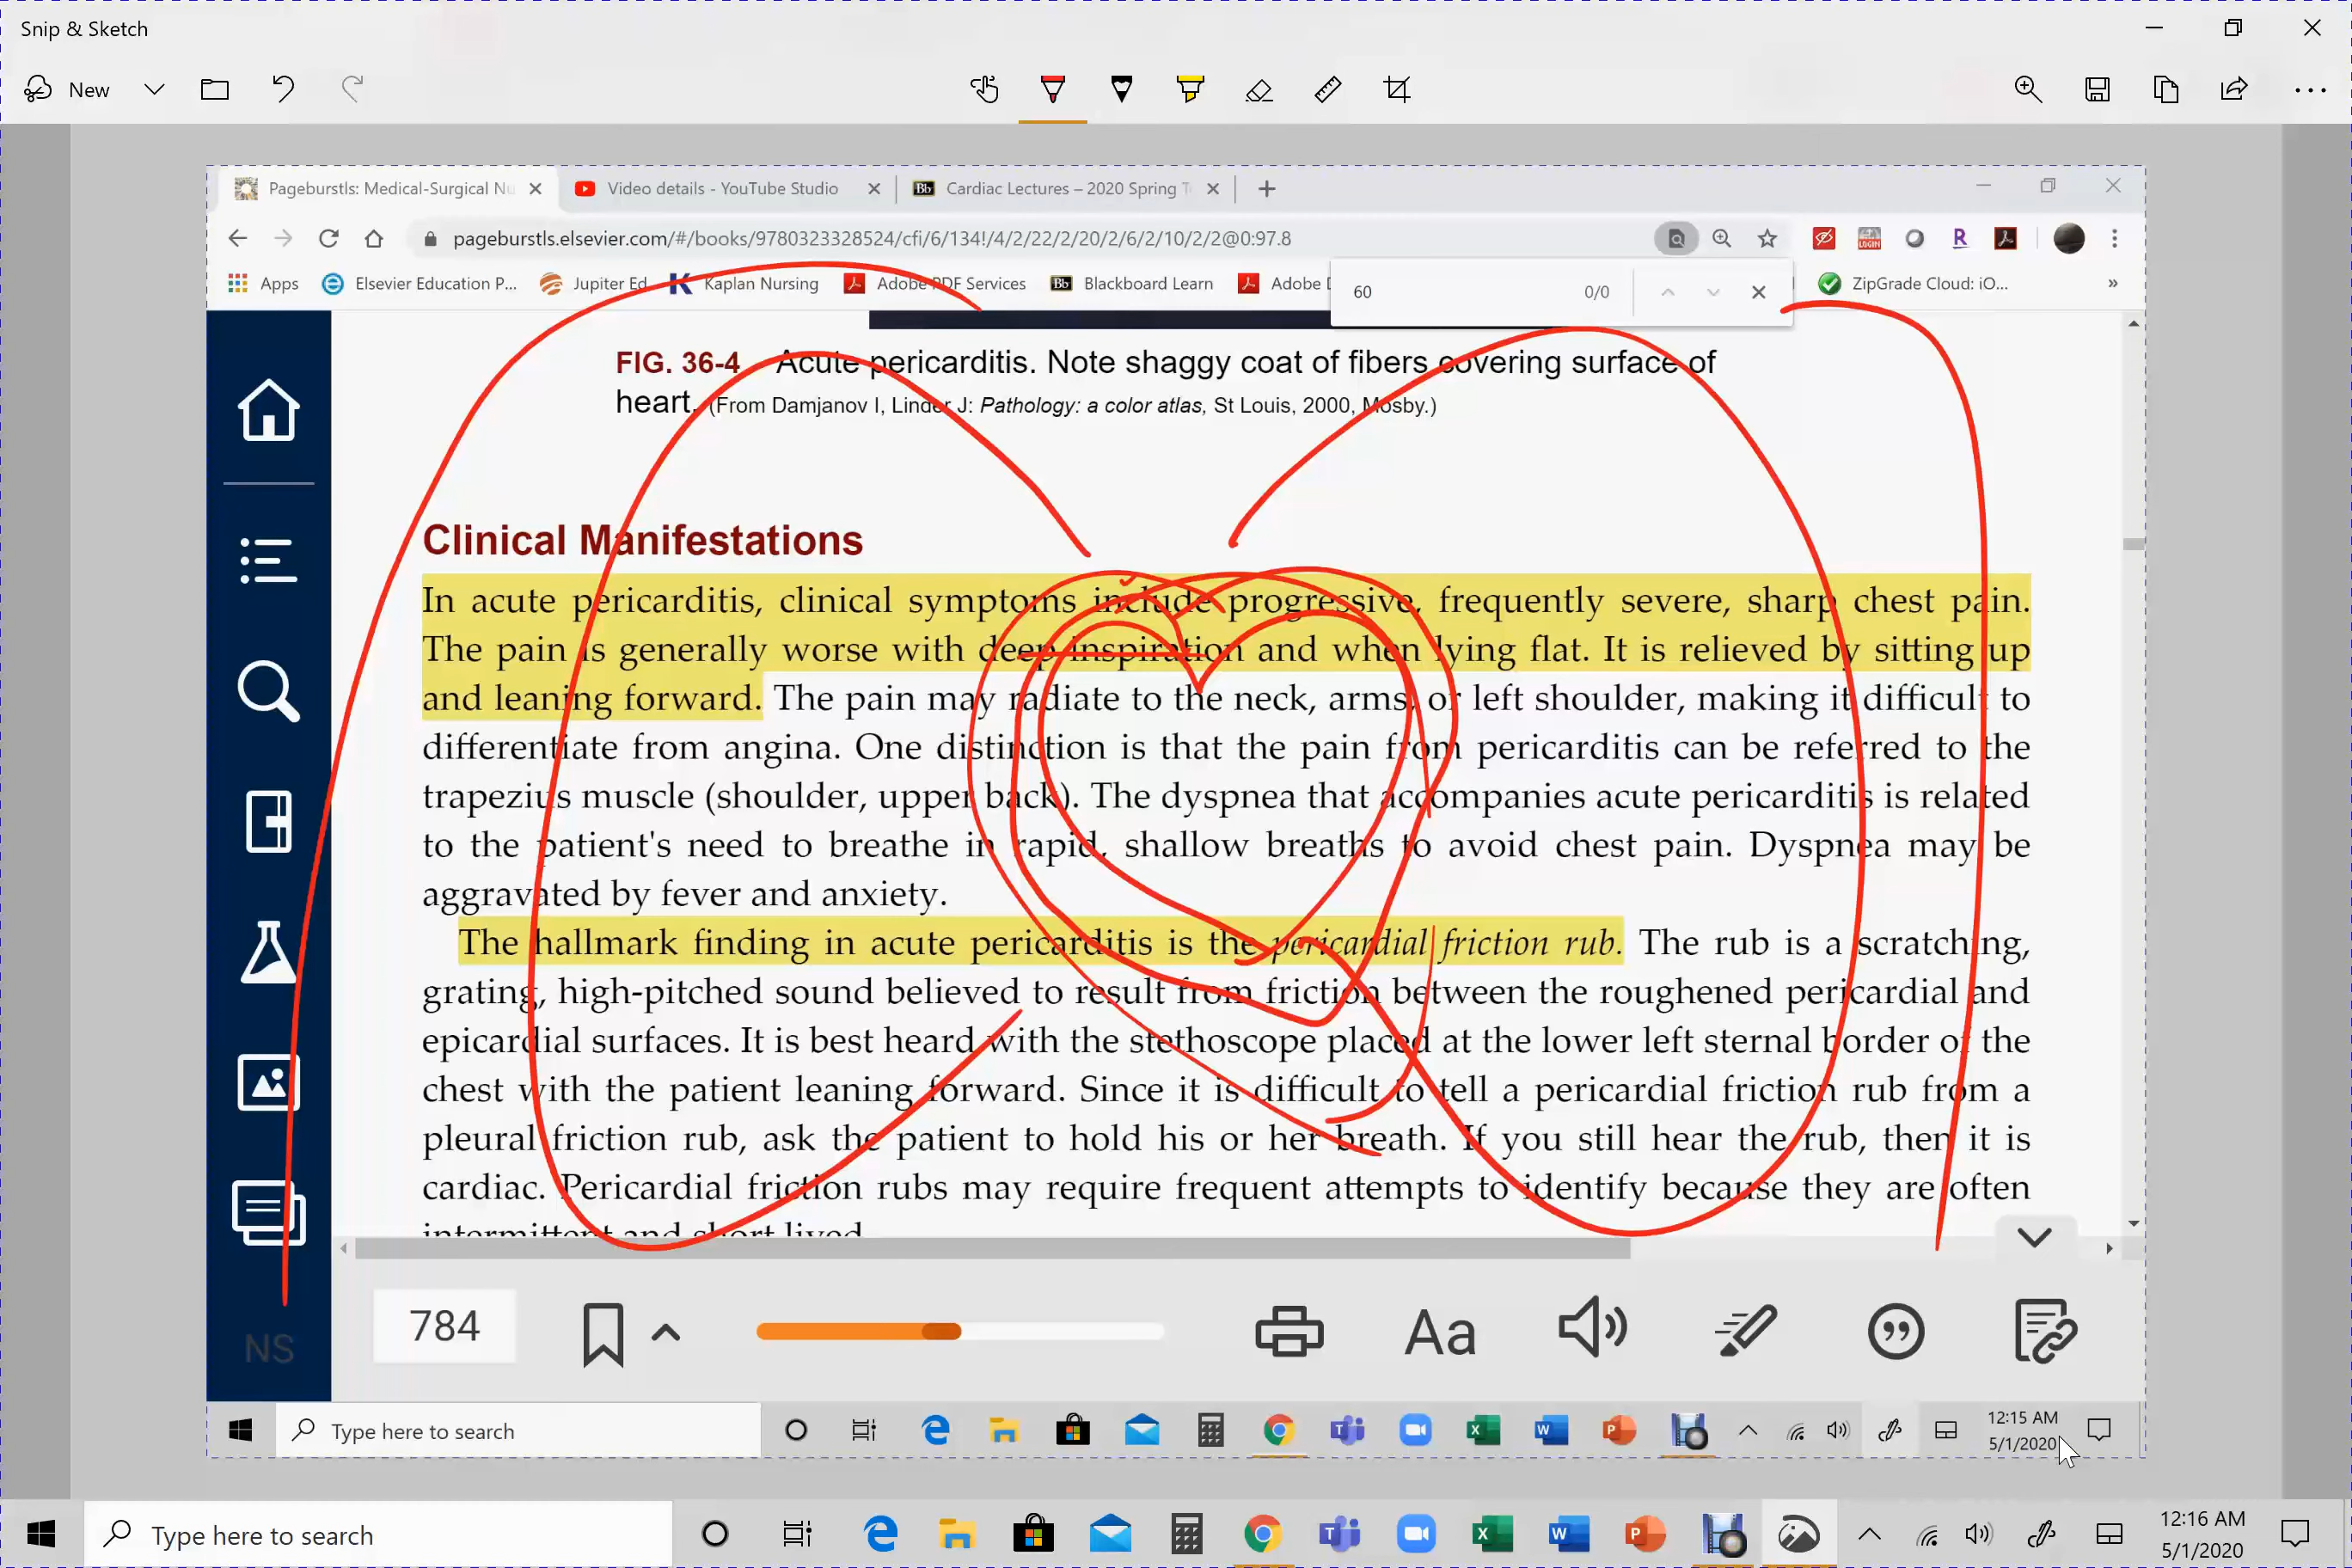 Snip & Sketch
New
Pageburstls: Medical-Surgical Nu
Video details - YouTube Studio
Cardiac Lectures – 2020 Spring T
pageburstls.elsevier.com/#/books/9780323328524/cfi/6/134!/4/2/22/2/20/2/6/2/10/2/2@0:97.8
Apps
Elsevier Education P...
Jupiter Ed
Kaplan Nursing
Adobe PDF Services
Blackboard Learn
Adobe
ZipGrade Cloud: iO...
60 0/0
FIG. 36-4 Acute pericarditis. Note shaggy coat of fibers covering surface of
heart. (From Damjanov I, Linder J: Pathology: a color atlas, St Louis, 2000, Mosby.)
Clinical Manifestations
In acute pericarditis, clinical symptoms include progressive, frequently severe, sharp chest pain.
The pain is generally worse with deep inspiration and when lying flat. It is relieved by sitting up
and leaning forward. The pain may radiate to the neck, arms, or left shoulder, making it difficult to
differentiate from angina. One distinction is that the pain from pericarditis can be referred to the
trapezius muscle (shoulder, upper back). The dyspnea that accompanies acute pericarditis is related
to the patient's need to breathe in rapid, shallow breaths to avoid chest pain. Dyspnea may be
aggravated by fever and anxiety.
The hallmark finding in acute pericarditis is the pericardial friction rub. The rub is a scratching,
grating, high-pitched sound believed to result from friction between the roughened pericardial and
epicardial surfaces. It is best heard with the stethoscope placed at the lower left sternal border of the
chest with the patient leaning forward. Since it is difficult to tell a pericardial friction rub from a
pleural friction rub, ask the patient to hold his or her breath. If you still hear the rub, then it is
cardiac. Pericardial friction rubs may require frequent attempts to identify because they are often
intermittent and short lived.
NS
784
Aa
Type here to search
12:15 AM
5/1/2020
Type here to search
12:16 AM
5/1/2020